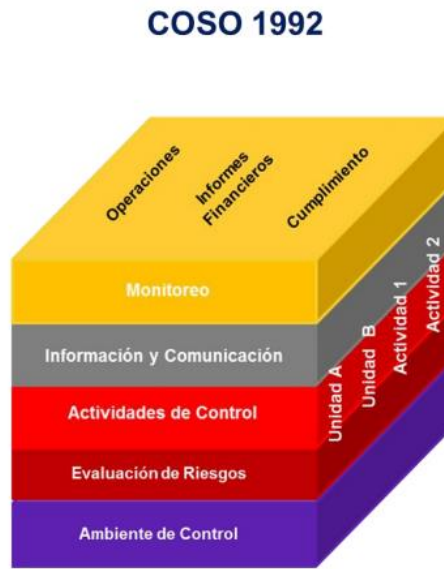 COSO 1992
Operaciones
Informes
Financieros
Cumplimiento
Monitoreo
Información y Comunicación
Actividades de Control
Evaluación de Riesgos
Ambiente de Control
Unidad A
Unidad B
Actividad 1
Actividad 2